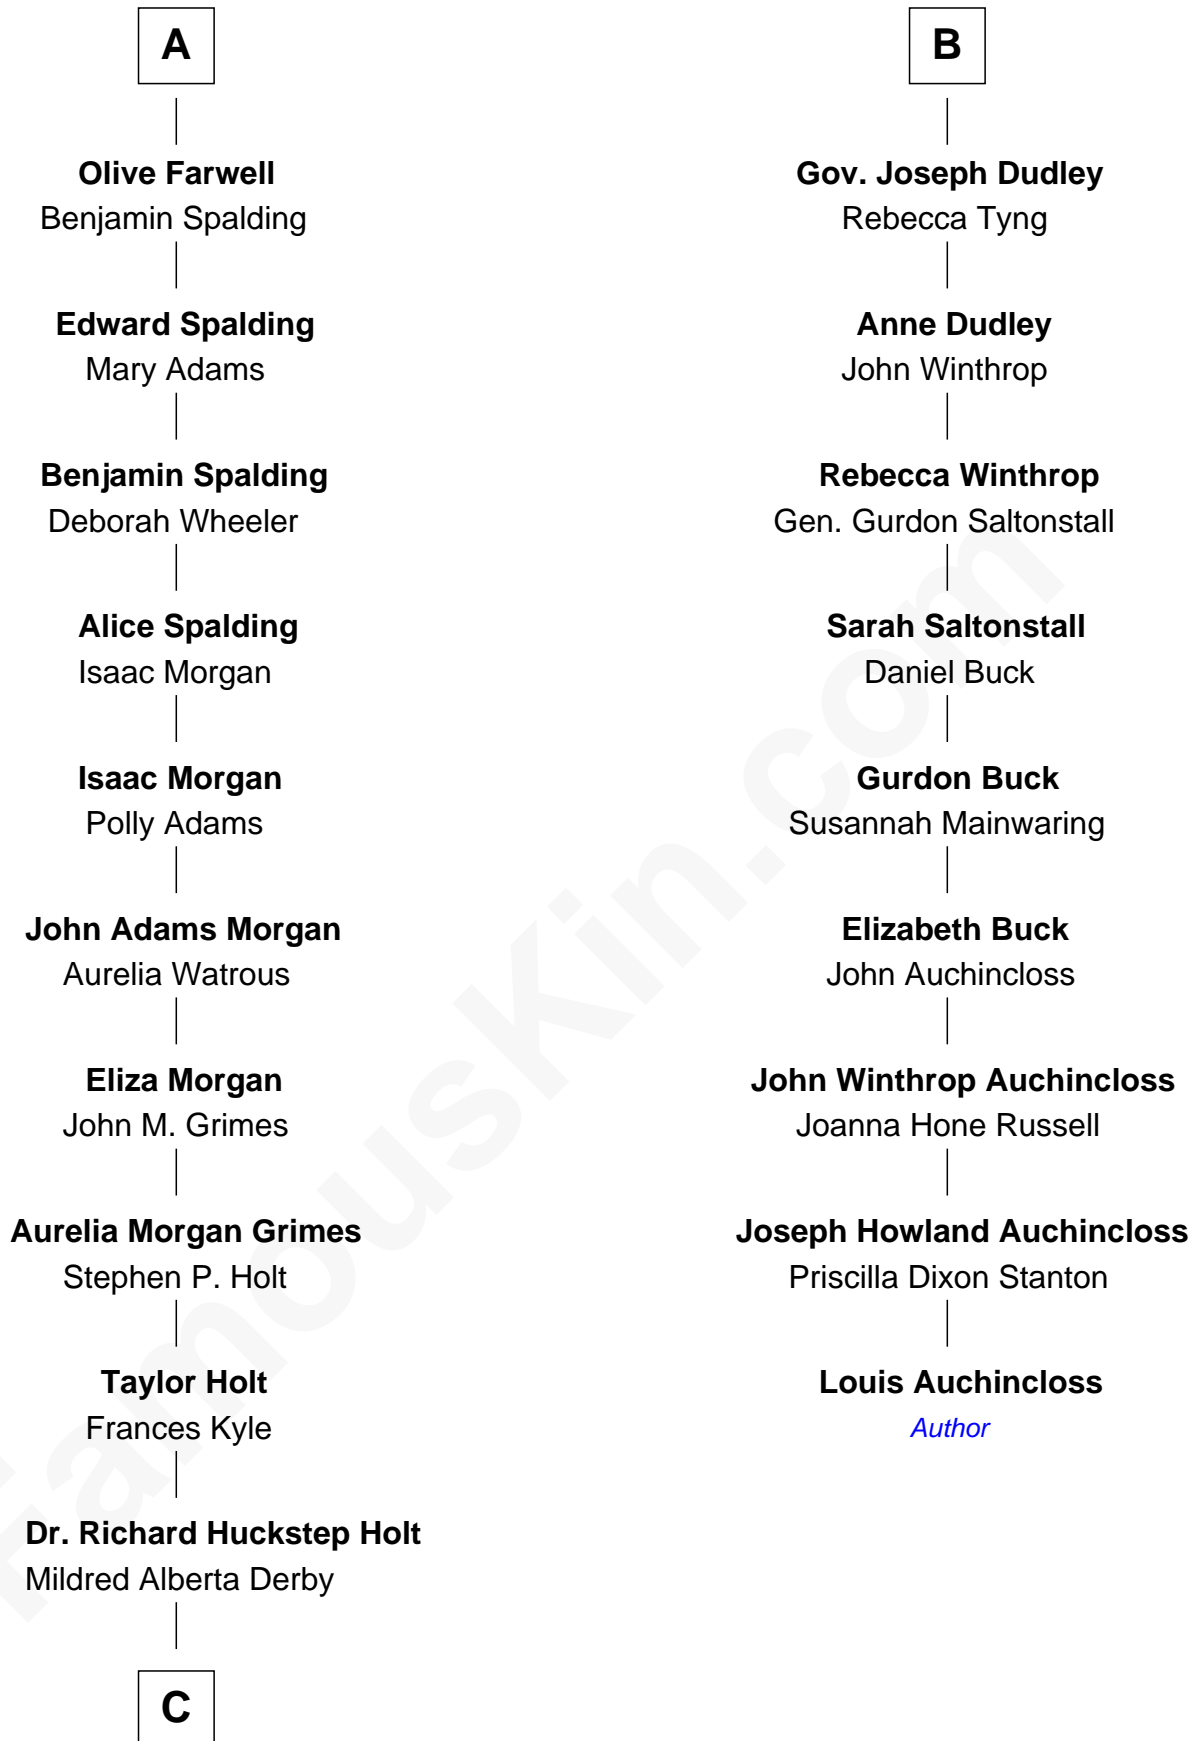 A
Olive Farwell
Benjamin Spalding
Edward Spalding
Mary Adams
Benjamin Spalding
Deborah Wheeler
Alice Spalding
Isaac Morgan
Isaac Morgan
Polly Adams
John Adams Morgan
Aurelia Watrous
Eliza Morgan
John M. Grimes
Aurelia Morgan Grimes
Stephen P. Holt
Taylor Holt
Frances Kyle
Dr. Richard Huckstep Holt
Mildred Alberta Derby
C
B
Gov. Joseph Dudley
Rebecca Tyng
Anne Dudley
John Winthrop
Rebecca Winthrop
Gen. Gurdon Saltonstall
Sarah Saltonstall
Daniel Buck
Gurdon Buck
Susannah Mainwaring
Elizabeth Buck
John Auchincloss
John Winthrop Auchincloss
Joanna Hone Russell
Joseph Howland Auchincloss
Priscilla Dixon Stanton
Louis Auchincloss
Author
FamousKin.com